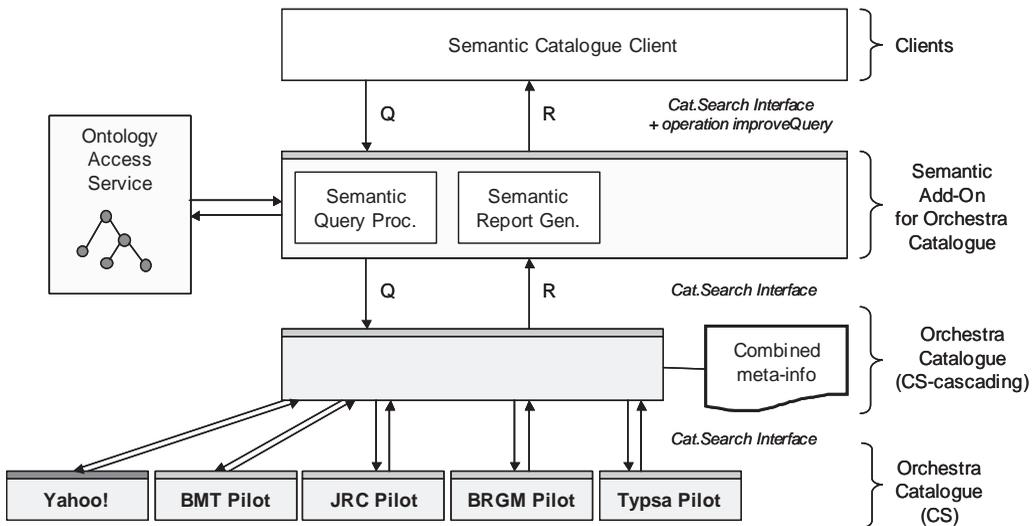 Semantic Catalogue Client
Clients
Q
R
Cat.Search Interface
+ operation improveQuery
Ontology
Access
Service
Semantic
Query Proc.
Semantic
Report Gen.
Semantic
Add-On
for Orchestra
Catalogue
Q
R
Cat.Search Interface
Combined
meta-info
Orchestra
Catalogue
(CS-cascading)
Cat.Search Interface
Yahoo!
BMT Pilot
JRC Pilot
BRGM Pilot
Typsa Pilot
Orchestra
Catalogue
(CS)